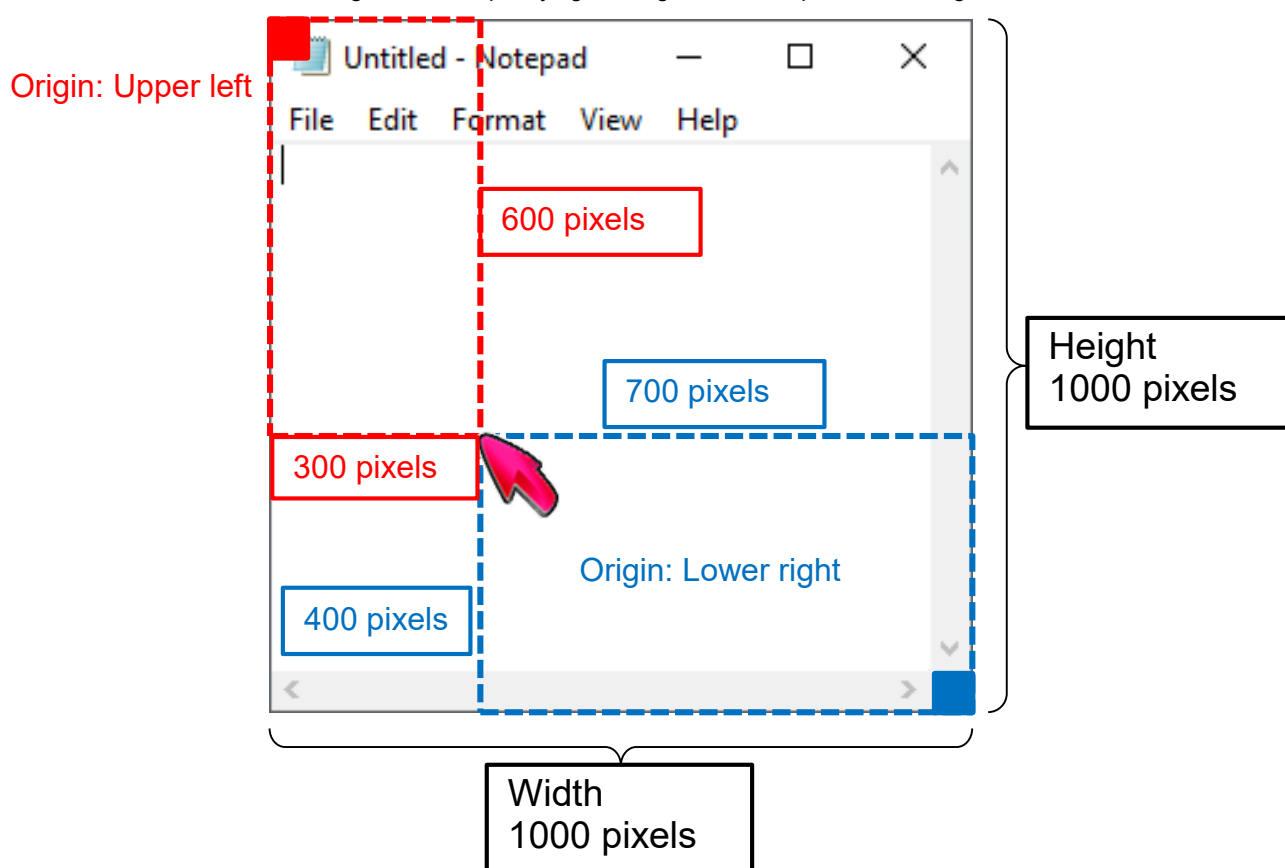 Untitled - Notepad
Origin: Upper left
File Edit Format View Help
600 pixels
Height
1000 pixels
700 pixels
300 pixels
Origin: Lower right
400 pixels
Width
1000 pixels